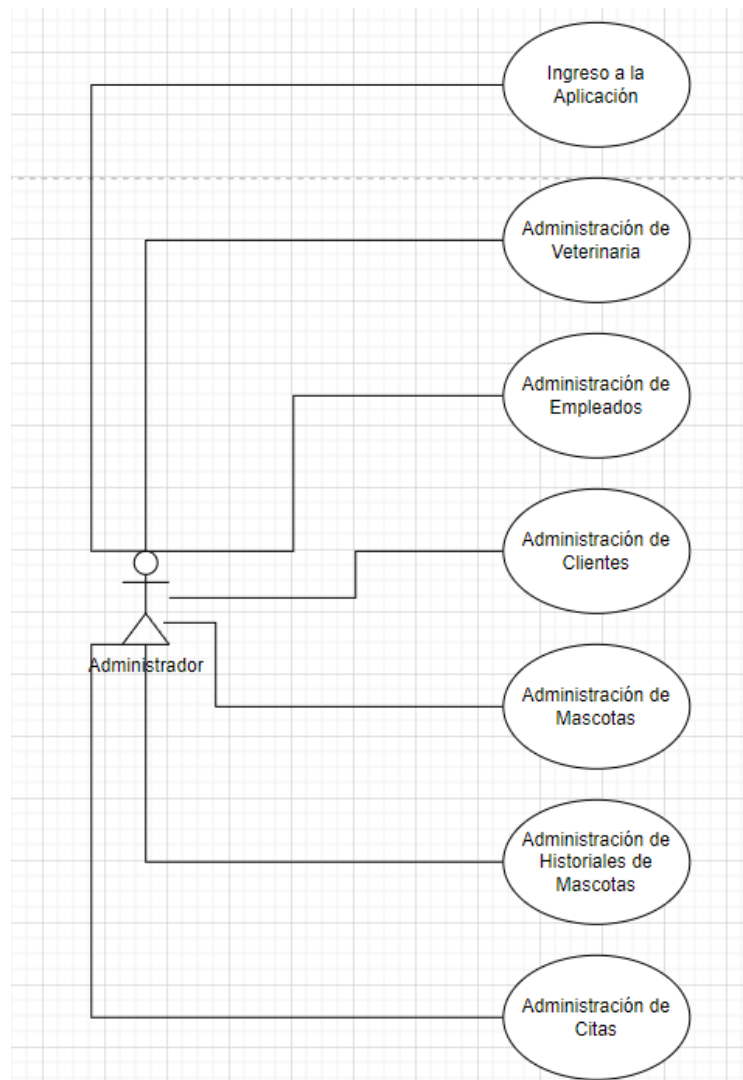 Ingreso a la
Aplicación
Administración de
Veterinaria
Administración de
Empleados
Administración de
Clientes
Administrador
Administración de
Mascotas
Administración de
Historiales de
Mascotas
Administración de
Citas